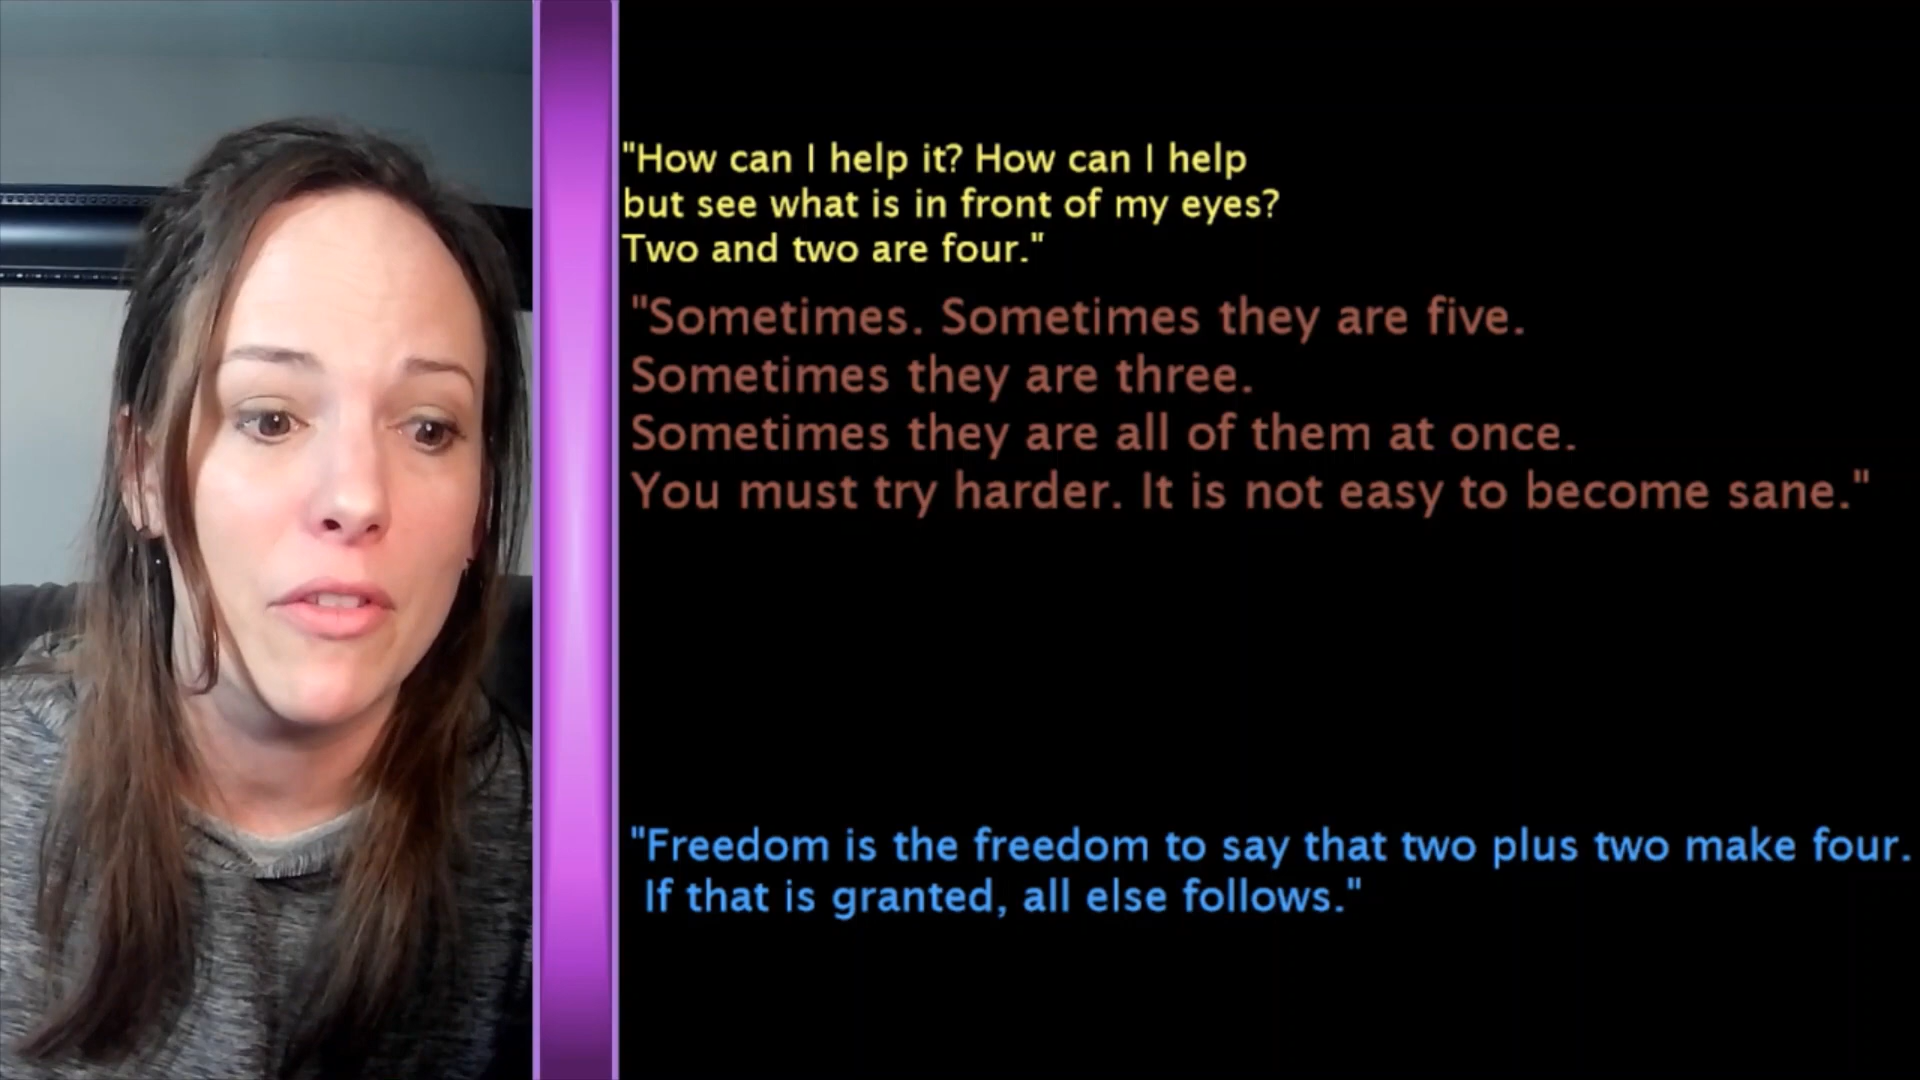 "How can I help it? How can I help
but see what is in front of my eyes?
Two and two are four."
"Sometimes. Sometimes they are five.
Sometimes they are three.
Sometimes they are all of them at once.
You must try harder. It is not easy to become sane."
"Freedom is the freedom to say that two plus two make four.
If that is granted, all else follows."